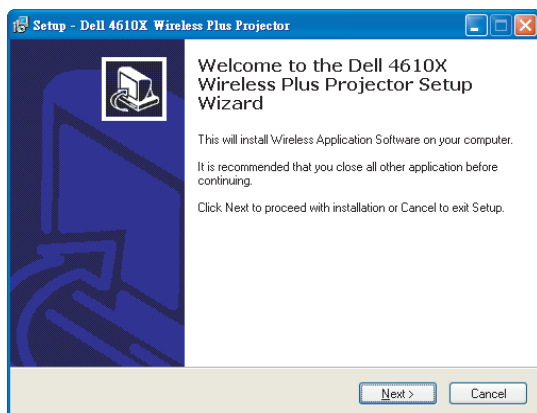 Setup - Dell 4610X Wireless Plus Projector
Welcome to the Dell 4610X
Wireless Plus Projector Setup
Wizard
This will install Wireless Application Software on your computer.
It is recommended that you close all other application before
continuing.
Click Next to proceed with installation or Cancel to exit Setup.
Next >
Cancel